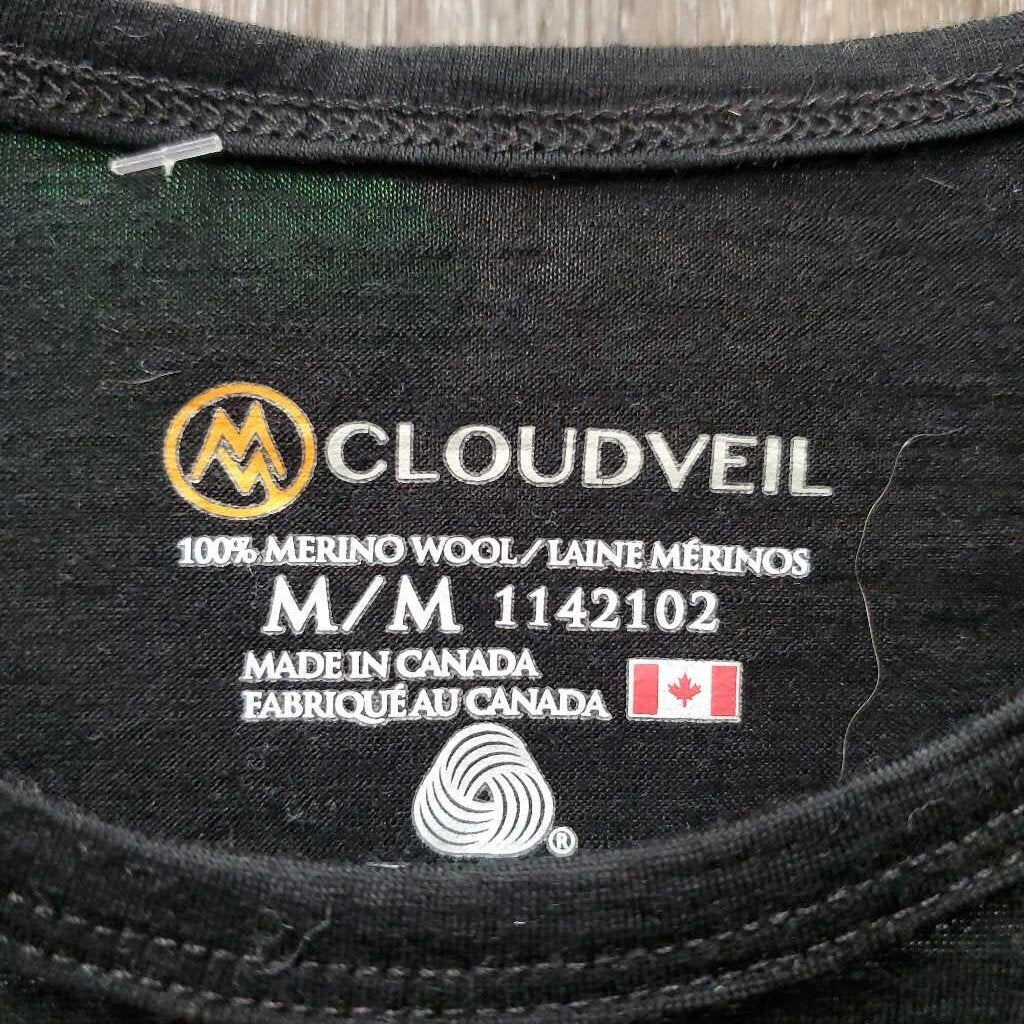 CLOUDVEIL
100% MERINO WOOL/LAINE MÉRINOS
M/M 1142102
MADE IN CANADA
FABRIQUÉ AU CANADA
®